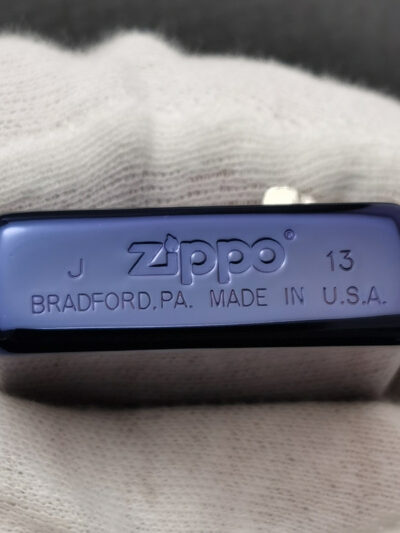 J zippo® 13
BRADFORD, PA. MADE IN U.S.A.